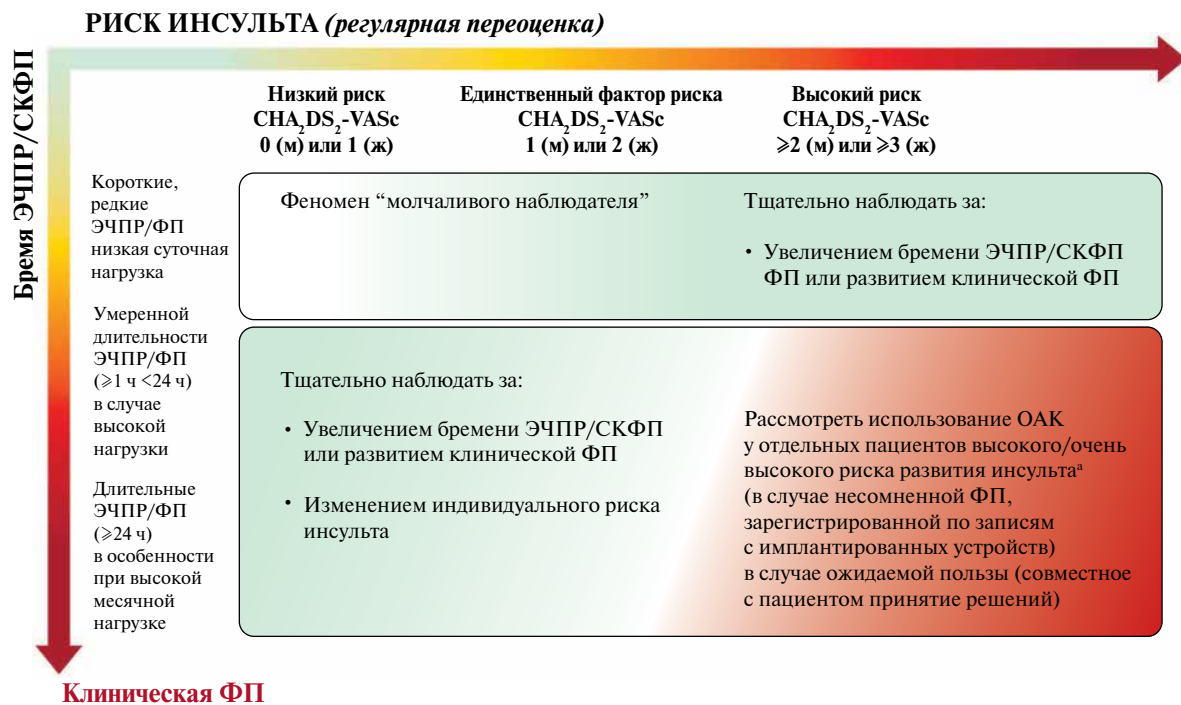 РИСК ИНСУЛЬТА (регулярная переоценка)
Бремя ЭЧПР/СКФП
Низкий риск
CHA₂DS₂-VASc
0 (м) или 1 (ж)
Единственный фактор риска
CHA₂DS₂-VASc
1 (м) или 2 (ж)
Высокий риск
CHA₂DS₂-VASc
⩾2 (м) или ⩾3 (ж)
Короткие,
редкие
ЭЧПР/ФП
низкая суточная
нагрузка
Феномен “молчаливого наблюдателя”
Тщательно наблюдать за:
• Увеличением бремени ЭЧПР/СКФП
ФП или развитием клинической ФП
Умеренной
длительности
ЭЧПР/ФП
(⩾1 ч <24 ч)
в случае
высокой
нагрузки
Длительные
ЭЧПР/ФП
(⩾24 ч)
в особенности
при высокой
месячной
нагрузке
Тщательно наблюдать за:
• Увеличением бремени ЭЧПР/СКФП
или развитием клинической ФП
• Изменением индивидуального риска
инсульта
Рассмотреть использование ОАК
у отдельных пациентов высокого/очень
высокого риска развития инсультаᵃ
(в случае несомненной ФП,
зарегистрированной по записям
с имплантированных устройств)
в случае ожидаемой пользы (совместное
с пациентом принятие решений)
Клиническая ФП